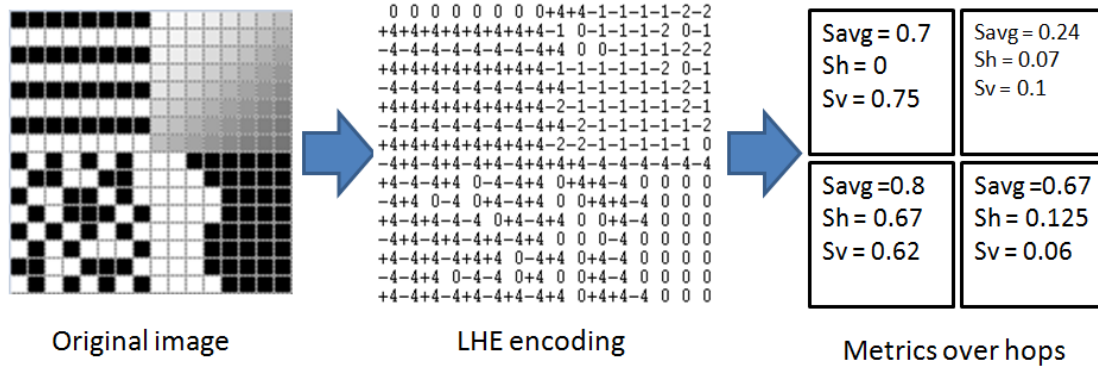 0 0 0 0 0 0 0 0+4+4-1-1-1-1-2-2
+4+4+4+4+4+4+4+4-1 0-1-1-1-2 0-1
-4-4-4-4-4-4-4-4+4 0 0-1-1-1-2-2
+4+4+4+4+4+4+4+4+4-1-1-1-1-2 0-1
-4-4-4-4-4-4-4-4+4-1-1-1-1-1-2-1
+4+4+4+4+4+4+4+4+4-2-1-1-1-1-2-1
-4-4-4-4-4-4-4-4+4-2-1-1-1-1-1-2
+4+4+4+4+4+4+4+4-2-2-1-1-1-1-1 0
-4+4-4+4-4+4-4+4+4+4-4-4-4-4-4-4
+4-4-4+4 0-4-4+4 0+4+4-4 0 0 0 0
-4+4 0-4 0+4-4+4 0 0+4-4 0 0 0 0
+4-4+4-4-4 0+4-4+4 0 0+4-4 0 0 0
-4+4-4+4-4+4-4+4 0 0 0-4 0 0 0 0
+4-4-4+4-4+4+4 0-4+4 0-4 0 0 0 0
-4-4+4 0-4-4 0+4 0 0+4-4 0 0 0 0
+4-4+4-4+4-4-4+4 0+4+4-4 0 0 0
Savg = 0.7
Sh = 0
Sv = 0.75
Savg = 0.24
Sh = 0.07
Sv = 0.1
Savg =0.8
Sh = 0.67
Sv = 0.62
Savg=0.67
Sh = 0.125
Sv = 0.06
Original image
LHE encoding
Metrics over hops